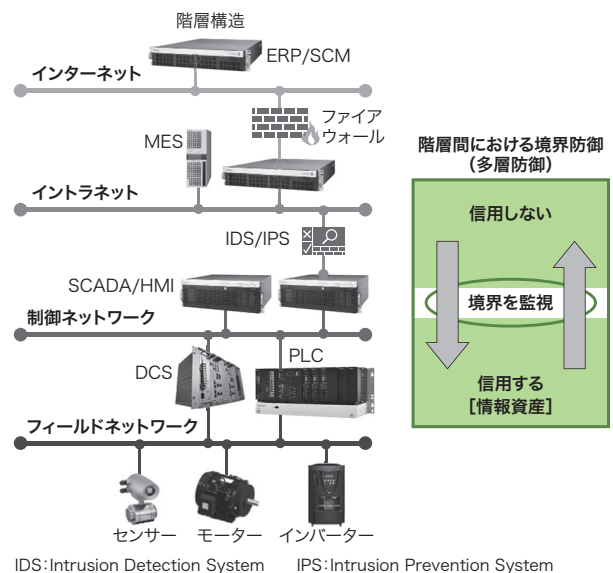 階層構造
ERP/SCM
インターネット
ファイア
ウォール
MES
イントラネット
IDS/IPS
SCADA/HMI
制御ネットワーク
DCS
PLC
フィールドネットワーク
センサー
モーター
インバーター
階層間における境界防御
（多層防御）
信用しない
境界を監視
信用する
［情報資産］
IDS：Intrusion Detection System IPS：Intrusion Prevention System